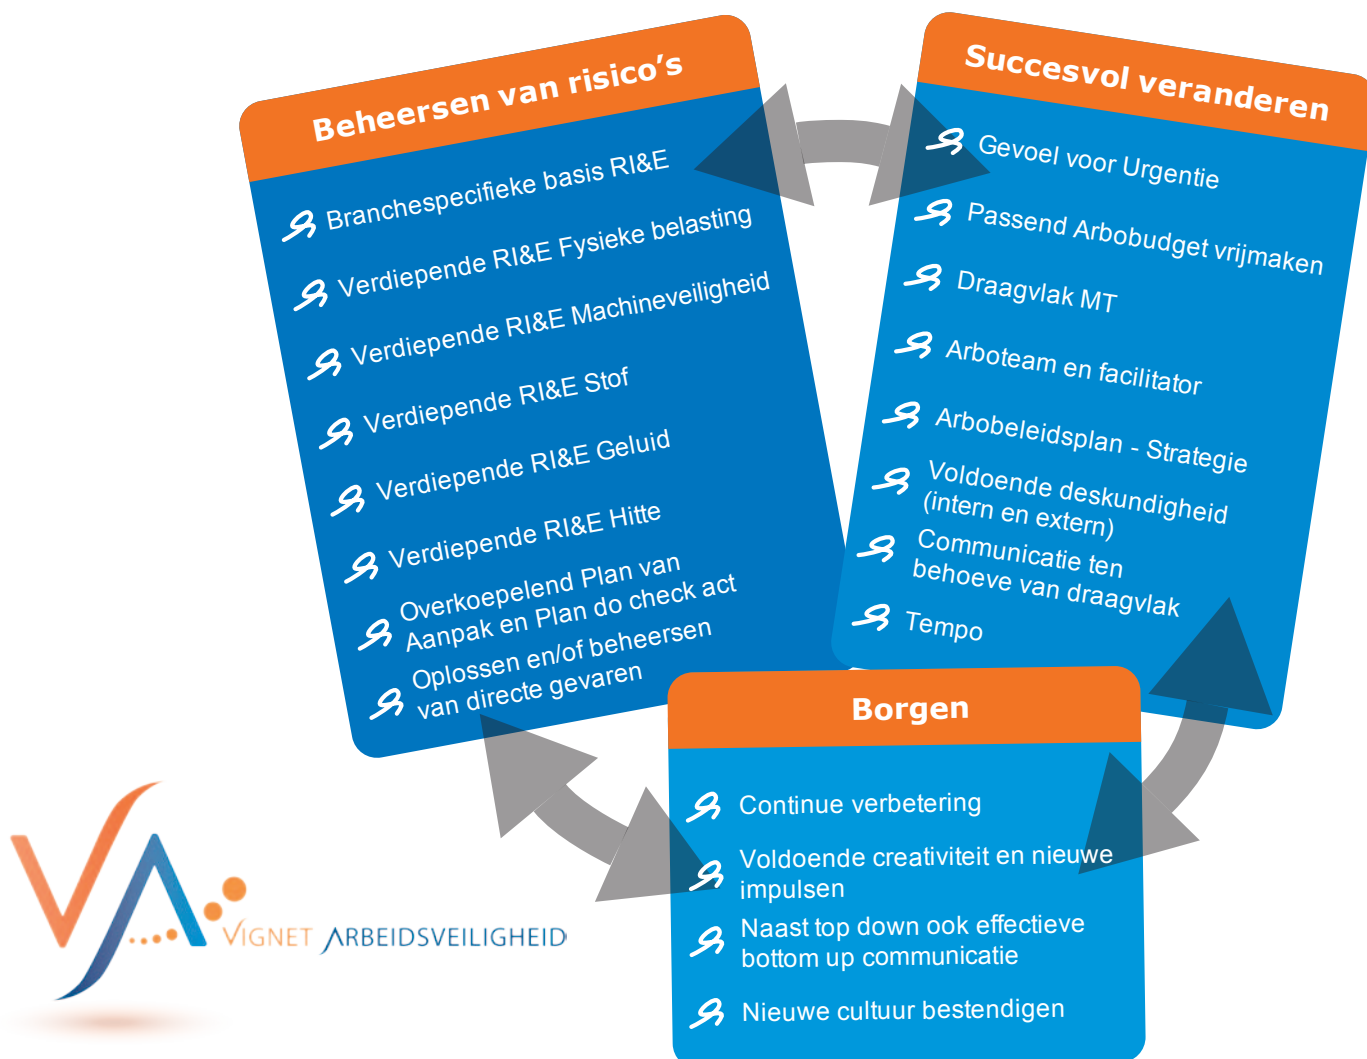 Beheersen van risico's
Branchespecifieke basis RI&E
Verdiepende RI&E Fysieke belasting
Verdiepende RI&E Machineveiligheid
Verdiepende RI&E Stof
Verdiepende RI&E Geluid
Verdiepende RI&E Hitte
Overkoepelend Plan van
Aanpak en Plan do check act
Oplossen en/of beheersen
van directe gevaren
Succesvol veranderen
Gevoel voor Urgentie
Passend Arbobudget vrijmaken
Draagvlak MT
Arboteam en facilitator
Arbobeleidsplan - Strategie
Voldoende deskundigheid
(intern en extern)
Communicatie ten
behoeve van draagvlak
Tempo
Borgen
Continue verbetering
Voldoende creativiteit en nieuwe
impulsen
Naast top down ook effectieve
bottom up communicatie
Nieuwe cultuur bestendigen
VA
VIGNET ARBEIDSVEILIGHEID